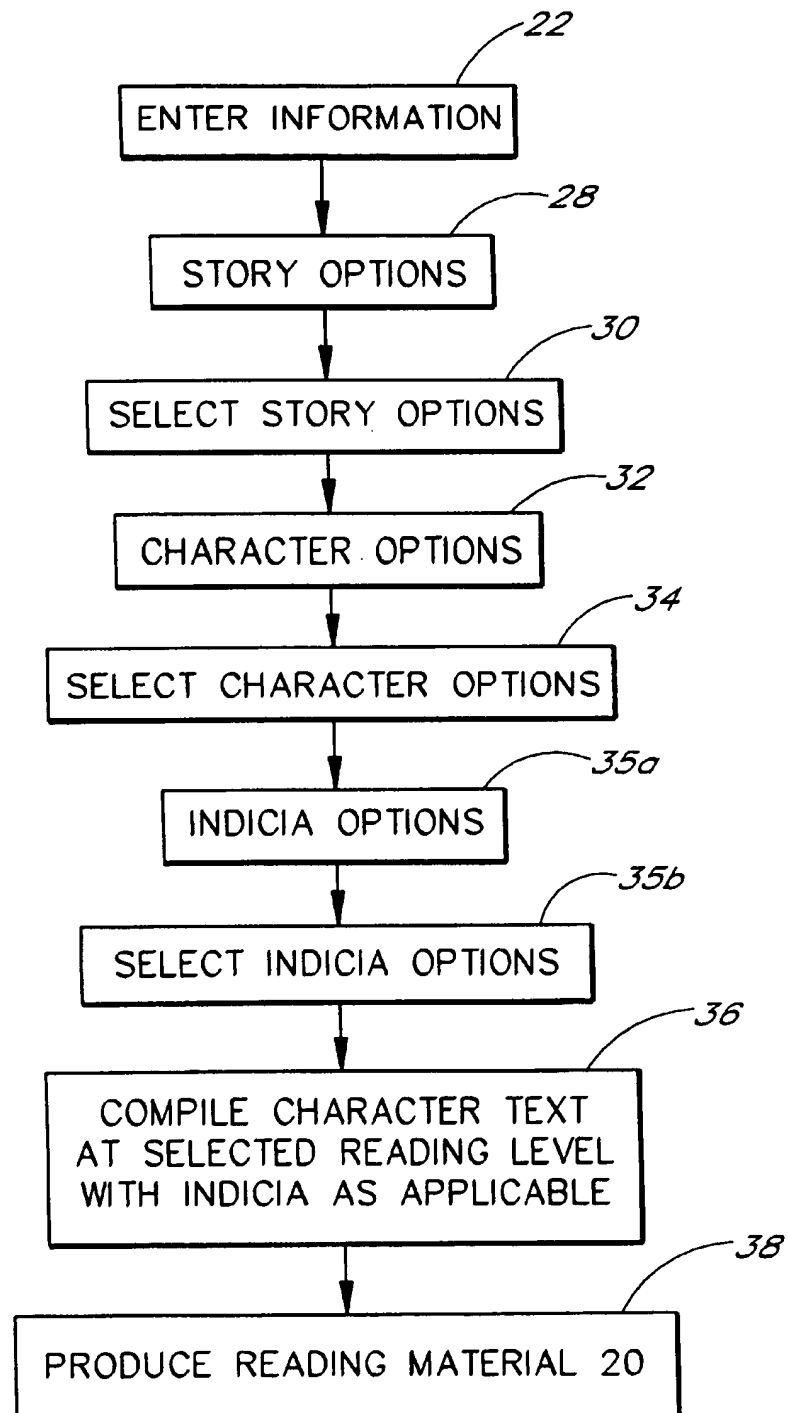 22
ENTER INFORMATION
28
STORY OPTIONS
30
SELECT STORY OPTIONS
32
CHARACTER OPTIONS
34
SELECT CHARACTER OPTIONS
35a
INDICIA OPTIONS
35b
SELECT INDICIA OPTIONS
36
COMPILE CHARACTER TEXT
AT SELECTED READING LEVEL
WITH INDICIA AS APPLICABLE
38
PRODUCE READING MATERIAL 20